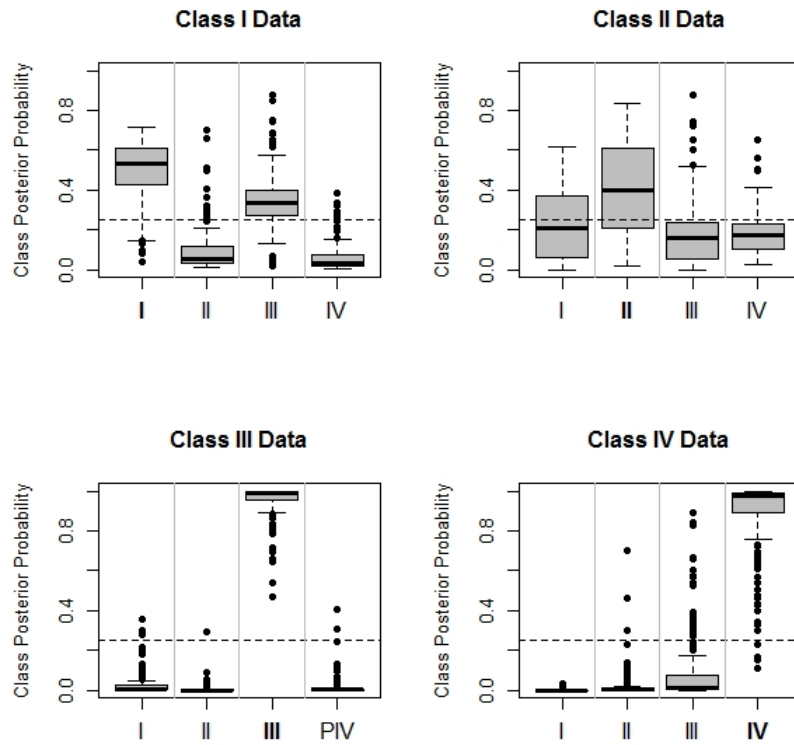 Class I Data
Class Posterior Probability
0.8
0.4
0.0
I II III IV
Class II Data
Class Posterior Probability
0.8
0.4
0.0
I II III IV
Class III Data
Class Posterior Probability
0.8
0.4
0.0
I II III PIV
Class IV Data
Class Posterior Probability
0.8
0.4
0.0
I II III IV